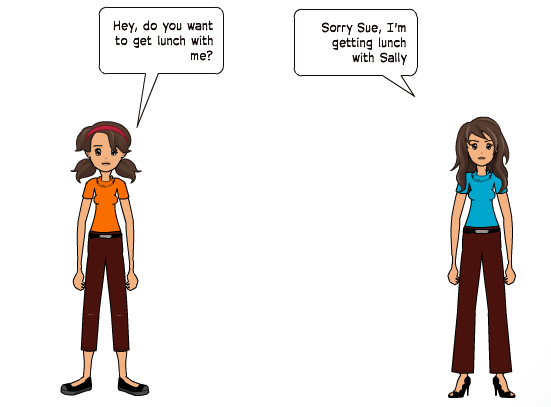 Hey, do you want
to get lunch with
me?
Sorry Sue, I'm
getting lunch
with Sally